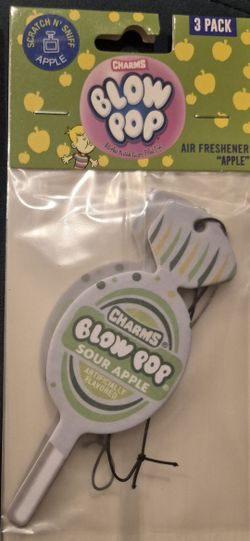 SCRATCH N' SNIFF
APPLE
3 PACK
CHARMS
BLOW
POP®
AIR FRESHENER
"APPLE"
CHARMS
BLOW POP®
SOUR APPLE
ARTIFICIALLY
FLAVORED